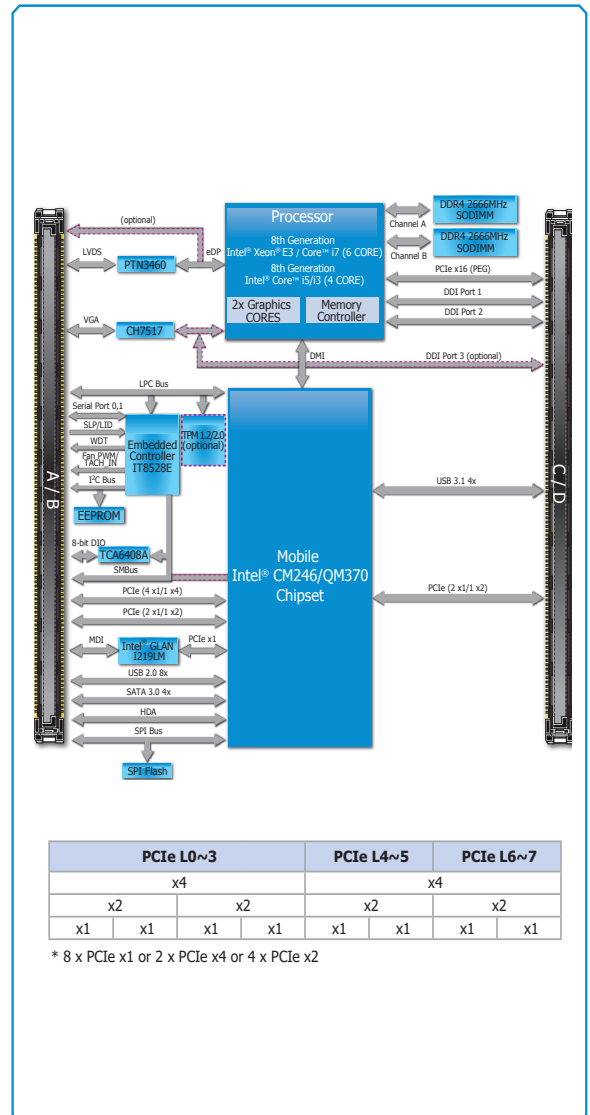 (optional)
LVDS
PTN3460
eDP
Processor
8th Generation
Intel® Xeon® E3 / Core™ i7 (6 CORE)
8th Generation
Intel® Core™ i5/i3 (4 CORE)
2x Graphics
CORES
Memory
Controller
Channel A
DDR4 2666MHz
SODIMM
Channel B
DDR4 2666MHz
SODIMM
PCIe x16 (PEG)
DDI Port 1
DDI Port 2
VGA
CH7517
DMI
DDI Port 3 (optional)
LPC Bus
Serial Port 0,1
SLP/LID
WDT
Fan PWM/
TACH_IN
I²C Bus
Embedded
Controller
IT8528E
TPM 1.2/2.0
(optional)
EEPROM
A / B
C / D
8-bit DIO
TCA6408A
SMBus
PCIe (4 x1/1 x4)
PCIe (2 x1/1 x2)
MDI
Intel® GLAN
I219LM
PCIe x1
USB 2.0 8x
SATA 3.0 4x
HDA
SPI Bus
SPI Flash
Mobile
Intel® CM246/QM370
Chipset
USB 3.1 4x
PCIe (2 x1/1 x2)
PCIe L0~3 PCIe L4~5 PCIe L6~7
x4 x4
x2 x2 x2 x2
x1 x1 x1 x1 x1 x1 x1 x1
* 8 x PCIe x1 or 2 x PCIe x4 or 4 x PCIe x2